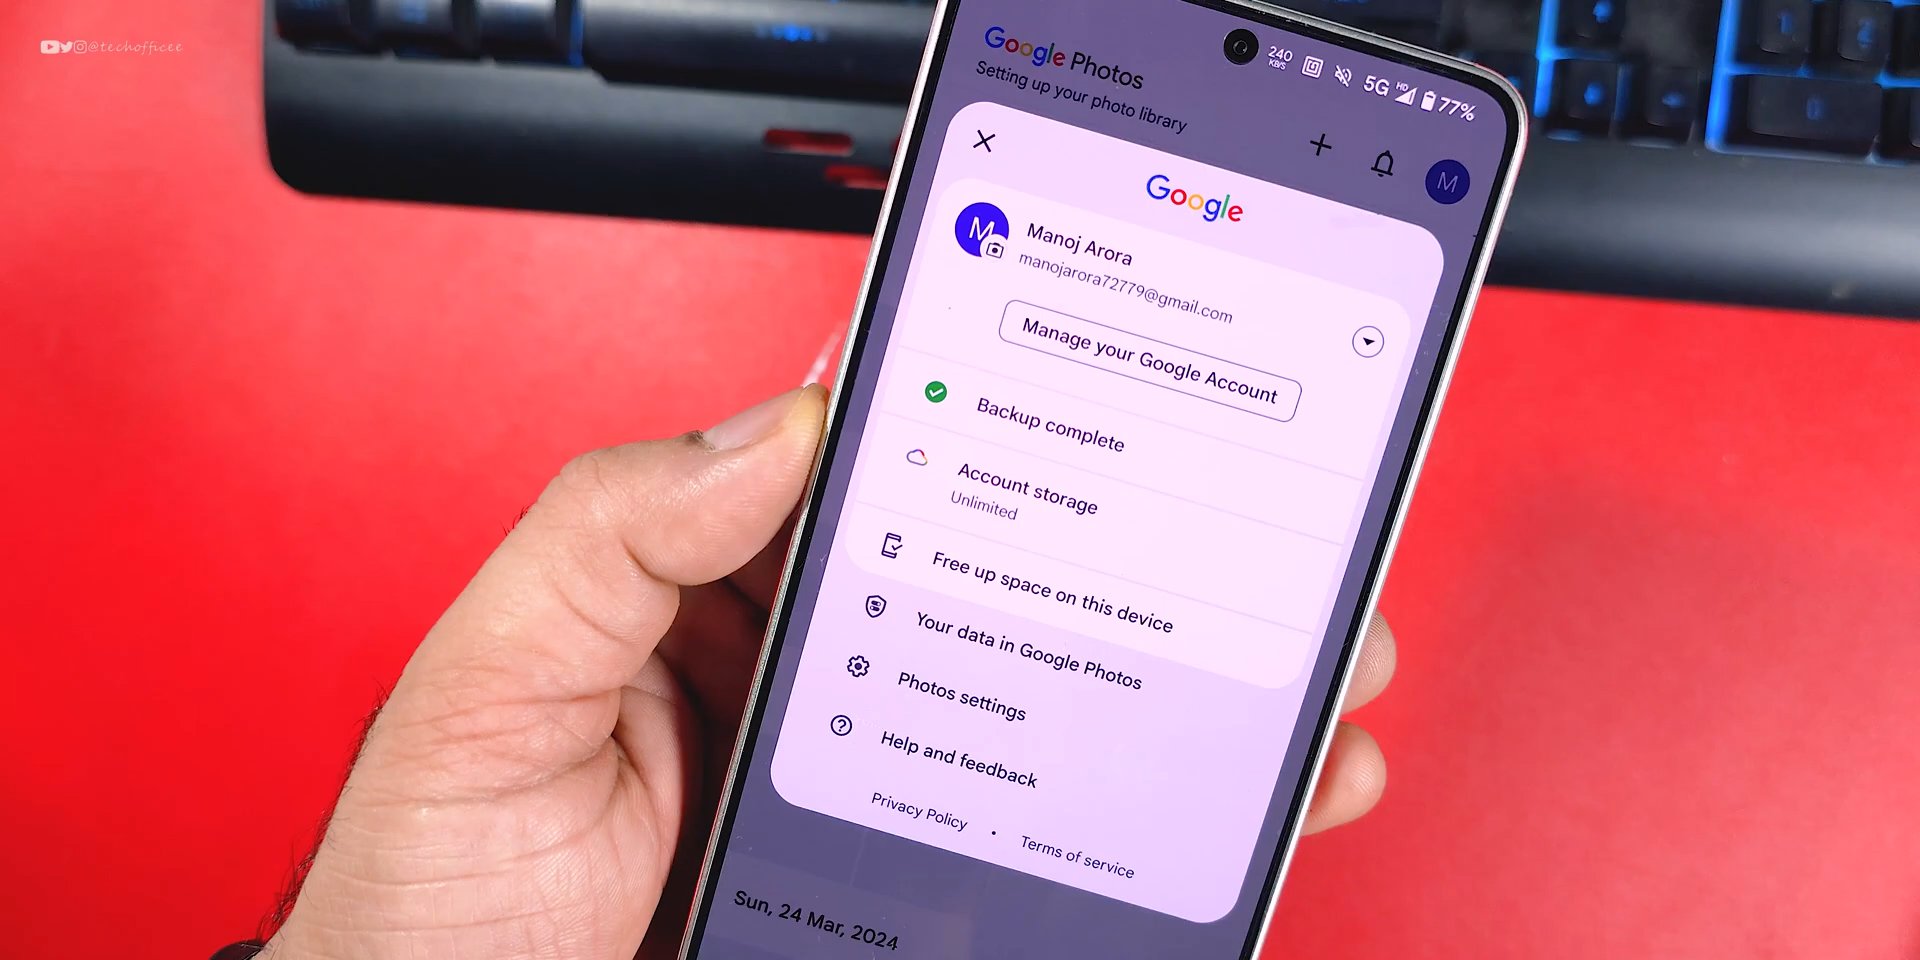 @techofficee
Google Photos
Setting up your photo library
240
KB/S
5G
HD
77%
M
Google
M
Manoj Arora
manojarora72779@gmail.com
Manage your Google Account
Backup complete
Account storage
Unlimited
Free up space on this device
Your data in Google Photos
Photos settings
Help and feedback
Privacy Policy • Terms of service
Sun, 24 Mar, 2024